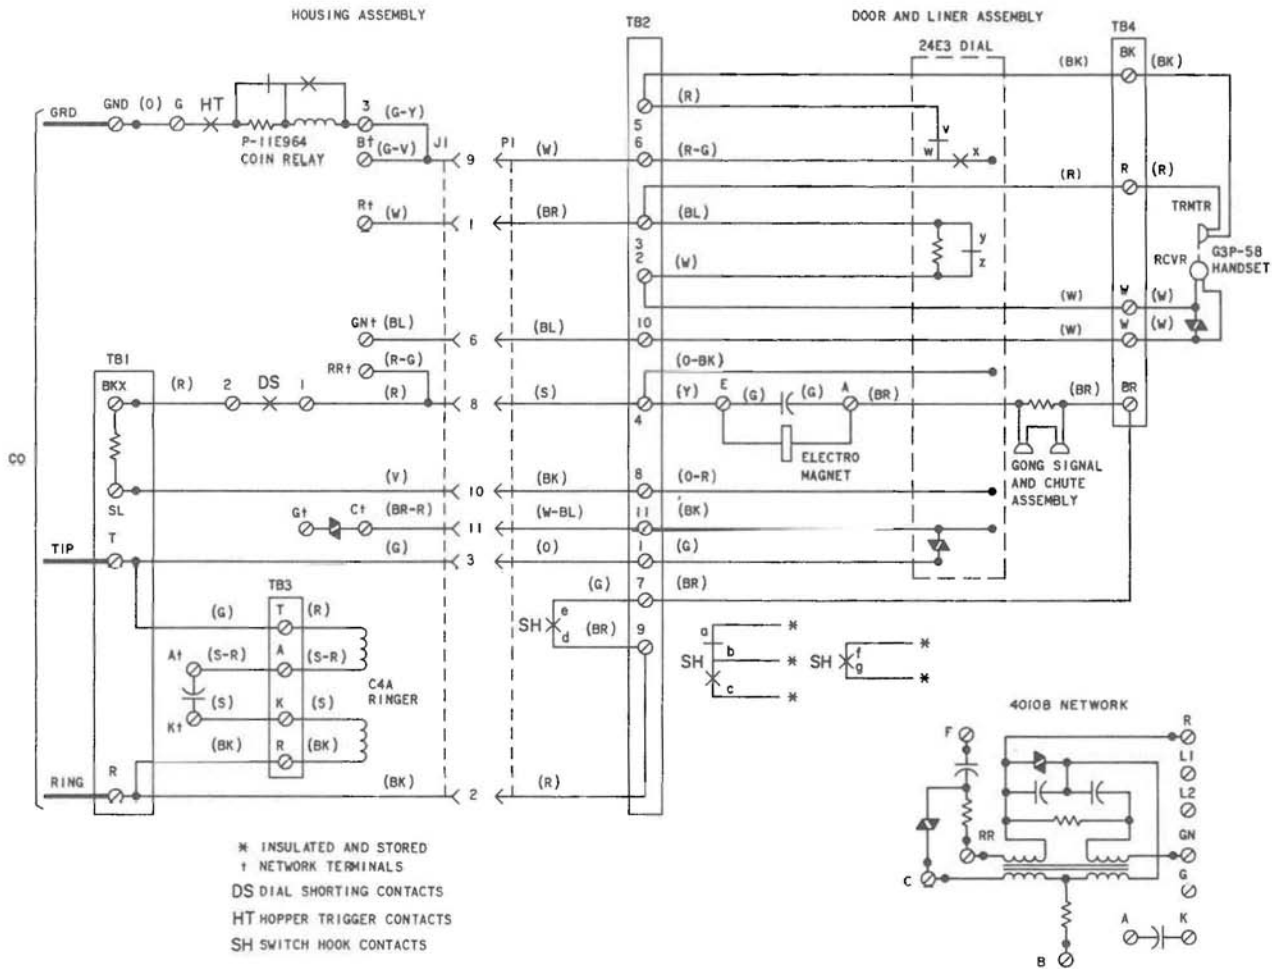 HOUSING ASSEMBLY
TB2
DOOR AND LINER ASSEMBLY
TB4
24E3 DIAL
BK
(BK)
(BK)
GRD
GND (O) G HT
3 (G-Y)
(R)
5
P-11E964
COIN RELAY
B† (G-V)
J1
9
P1
(W)
6
(R-G)
v
w
x
R† (W)
1
(BR)
(BL)
3
(R)
R
(R)
TRMTR
2
(W)
y
z
RCVR
G3P-58
HANDSET
(W)
W
(W)
GN† (BL)
6
(BL)
10
(W)
W
(W)
TB1
RR† (R-G)
(O-BK)
BKX
(R)
2
DS
1
(R)
8
(S)
4
(Y)
E
(G)
(G)
A
(BR)
(BR)
BR
ELECTRO
MAGNET
GONG SIGNAL
AND CHUTE
ASSEMBLY
CO
SL
(V)
10
(BK)
8
(O-R)
G†
C† (BR-R)
11
(W-BL)
11
(BK)
TIP
T
(G)
3
(O)
1
(G)
TB3
(G)
7
(BR)
SH
e
d
(BR)
9
(G)
T
(R)
A† (S-R)
A
(S-R)
K†
(S)
K
(S)
C4A
RINGER
(BK)
R
(BK)
SH
a
b
c
*
*
*
SH
f
g
*
*
RING
R
(BK)
2
(R)
4010B NETWORK
F
R
L1
L2
RR
GN
C
G
A
K
B
* INSULATED AND STORED
† NETWORK TERMINALS
DS DIAL SHORTING CONTACTS
HT HOPPER TRIGGER CONTACTS
SH SWITCH HOOK CONTACTS